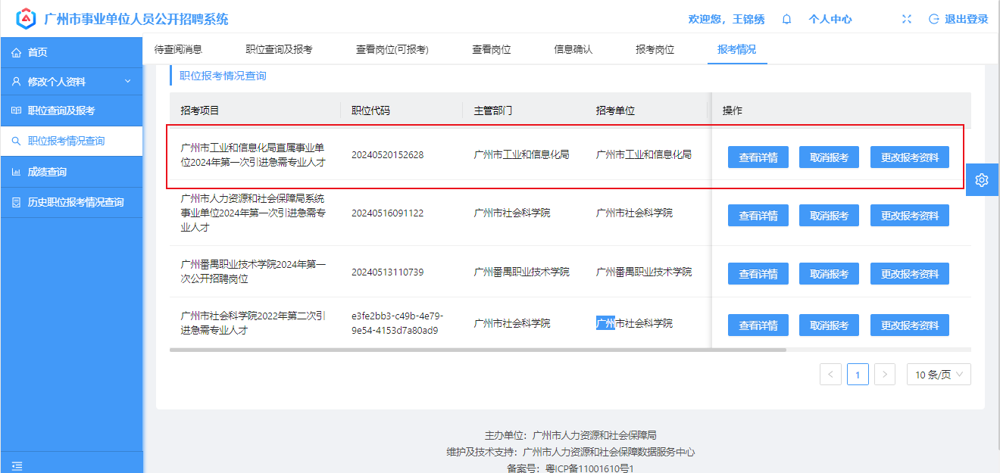 广州市事业单位人员公开招聘系统
欢迎您，王锦绣 个人中心 退出登录
首页
修改个人资料
职位查询及报考
职位报考情况查询
成绩查询
历史职位报考情况查询
待查阅消息 职位查询及报考 查看岗位(可报考) 查看岗位 信息确认 报考岗位 报考情况
职位报考情况查询
招考项目 职位代码 主管部门 招考单位 操作
广州市工业和信息化局直属事业单
位2024年第一次引进急需专业人才
20240520152628 广州市工业和信息化局 广州市工业和信息化局 查看详情 取消报考 更改报考资料
广州市人力资源和社会保障局系统
事业单位2024年第一次引进急需专
业人才
20240516091122 广州市社会科学院 广州市社会科学院 查看详情 取消报考 更改报考资料
广州番禺职业技术学院2024年第一
次公开招聘岗位
20240513110739 广州番禺职业技术学院 广州番禺职业技术学院 查看详情 取消报考 更改报考资料
广州市社会科学院2022年第二次引
进急需专业人才
e3fe2bb3-c49b-4e79-
9e54-4153d7a80ad9
广州市社会科学院 广州市社会科学院 查看详情 取消报考 更改报考资料
< 1 > 10 条/页
主办单位：广州市人力资源和社会保障局
维护及技术支持：广州市人力资源和社会保障数据服务中心
备案号：粤ICP备11001610号1